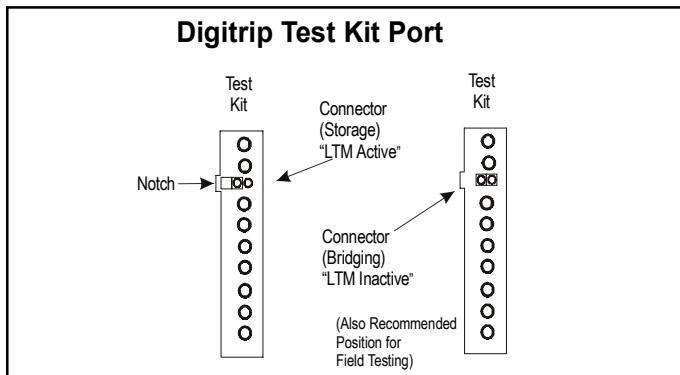 Digitrip Test Kit Port
Test
Kit
Connector
(Storage)
“LTM Active”
Notch
Test
Kit
Connector
(Bridging)
“LTM Inactive”
(Also Recommended
Position for
Field Testing)